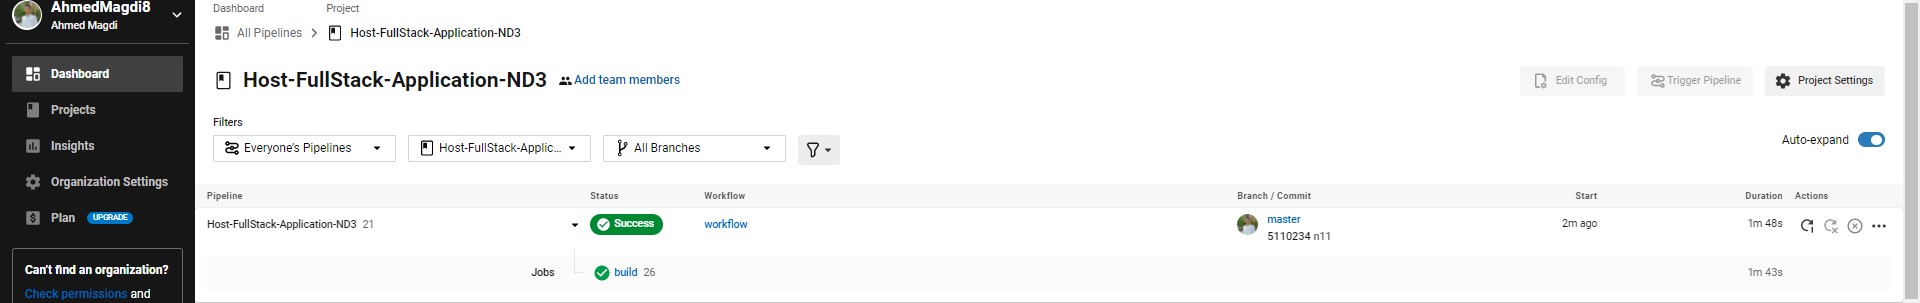 AhmedMagdi8
Ahmed Magdi
Dashboard
Projects
Insights
Organization Settings
Plan UPGRADE
Can't find an organization?
Check permissions and
Dashboard Project
All Pipelines Host-FullStack-Application-ND3
Host-FullStack-Application-ND3 Add team members
Edit Config Trigger Pipeline Project Settings
Filters
Everyone's Pipelines Host-FullStack-Applic... All Branches
Auto-expand
Pipeline Status Workflow Branch / Commit Start Duration Actions
Host-FullStack-Application-ND3 21 Success workflow master 2m ago 1m 48s
5110234 n11
Jobs build 26 1m 43s